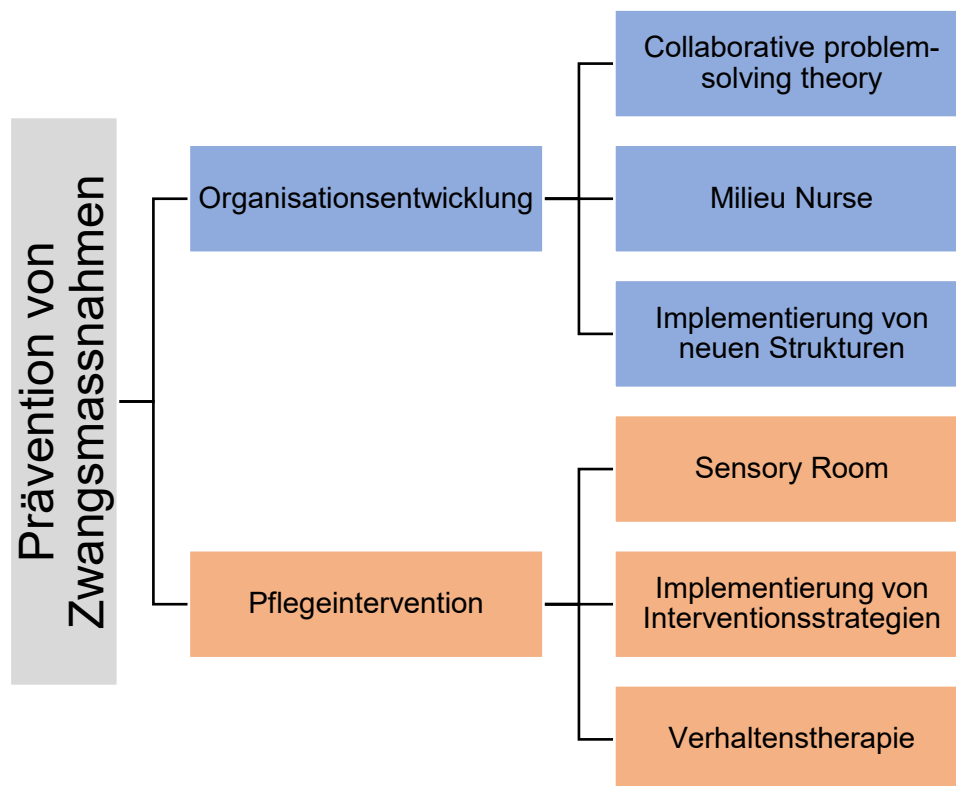 Prävention von
Zwangsmassnahmen
Organisationsentwicklung
Collaborative problem-
solving theory
Milieu Nurse
Implementierung von
neuen Strukturen
Pflegeintervention
Sensory Room
Implementierung von
Interventionsstrategien
Verhaltenstherapie